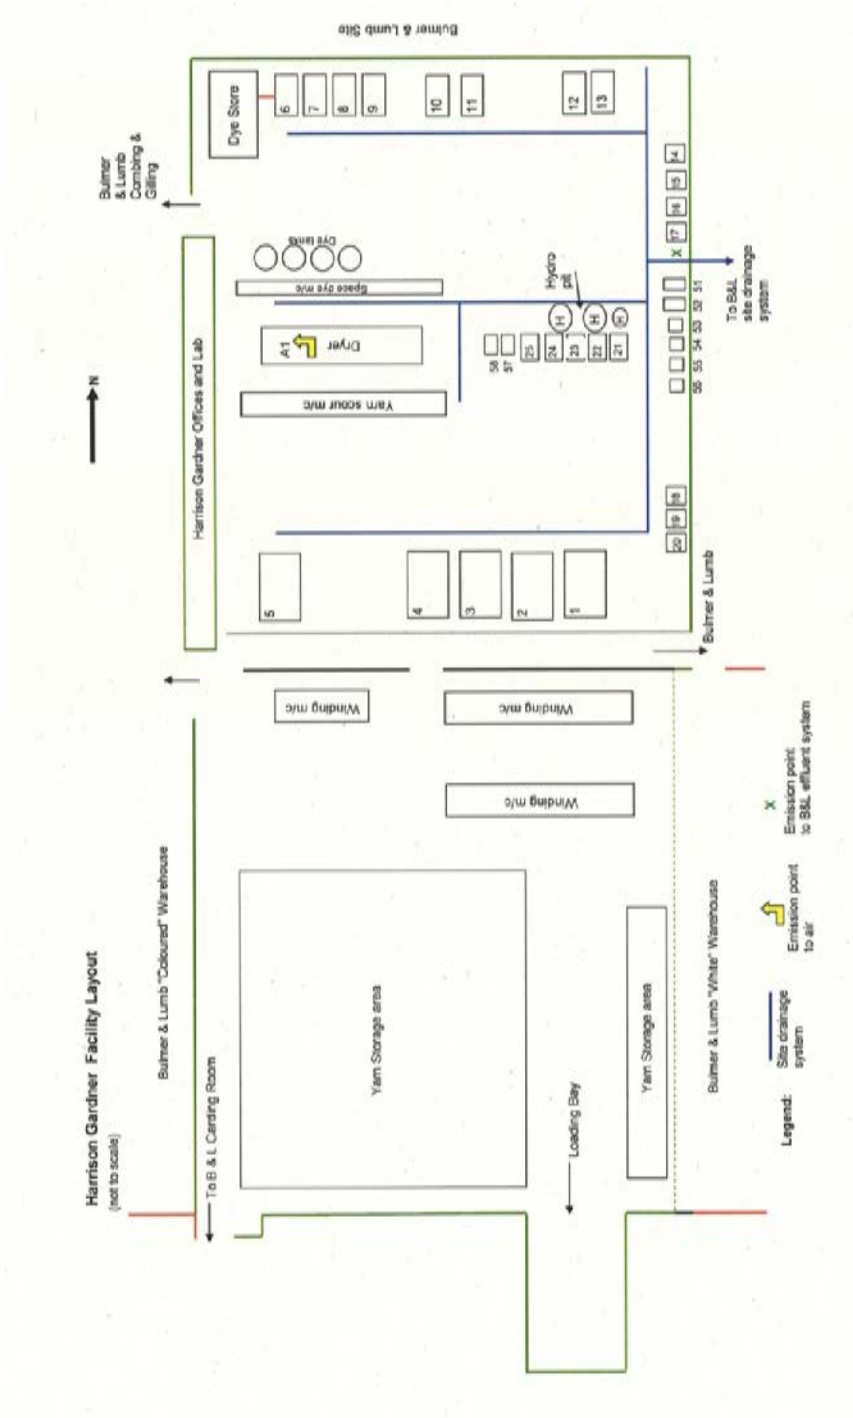 Harrison Gardner Facility Layout
(not to scale)
N
Bulmer & Lumb "Coloured" Warehouse
To B & L Carding Room
Harrison Gardner Offices and Lab
Bulmer
& Lumb
Combing &
Gilling
Bulmer & Lumb Site
Dye Store
6
7
8
9
10
11
12
13
14
15
16
17
X
51
52
53
54
55
56
18
19
20
Dye tanks
Space dye m/c
A1
Dryer
Yarn scour m/c
Hydro
pit
H
H
H
58
57
25
24
23
22
21
5
4
3
2
1
To B&L
site drainage
system
Bulmer & Lumb
Winding m/c
Winding m/c
Winding m/c
Yarn Storage area
Yarn Storage area
Loading Bay
Bulmer & Lumb "White" Warehouse
Legend:
Site drainage
system
Emission point
to air
X
Emission point
to B&L effluent system